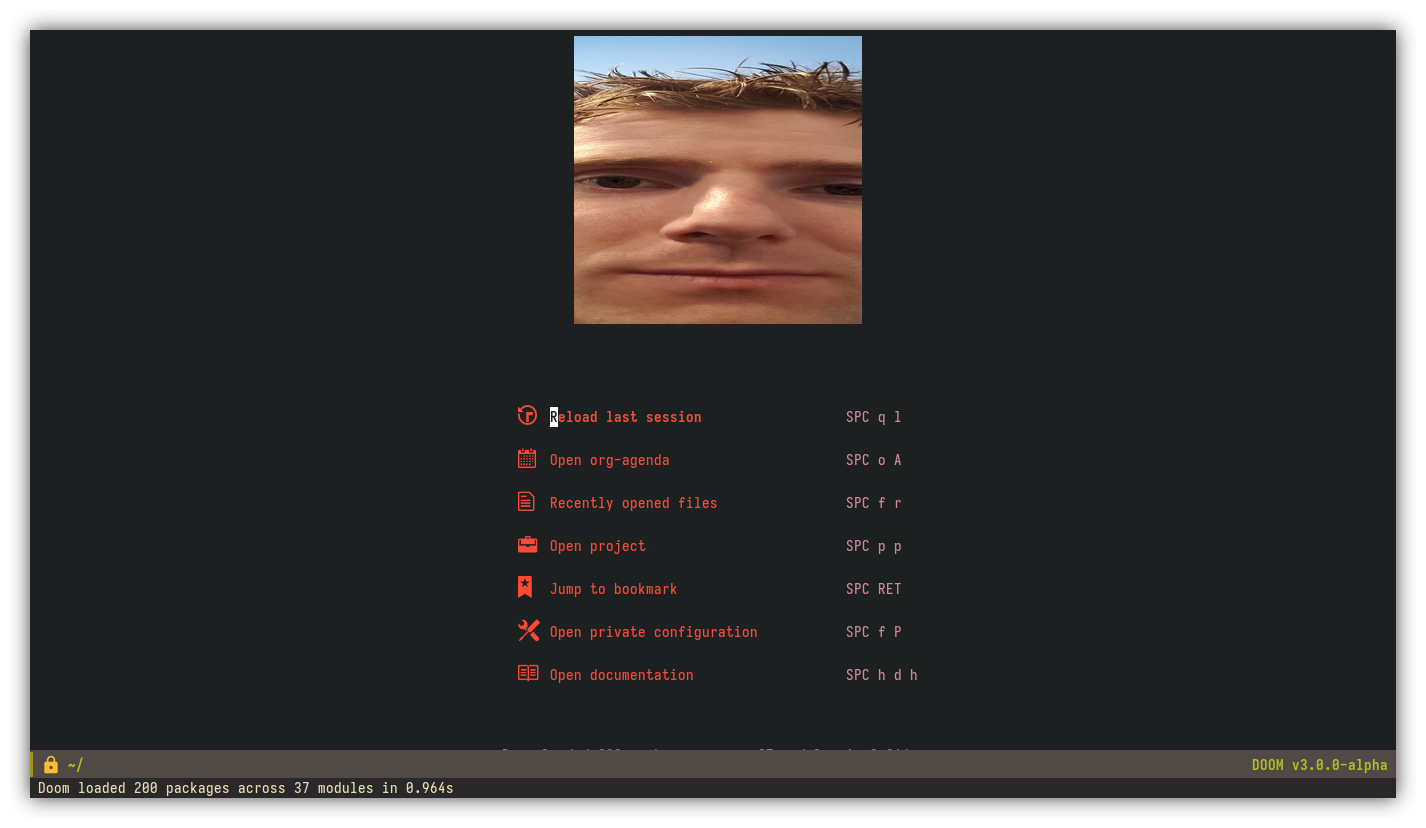 Reload last session SPC q l
Open org-agenda SPC o A
Recently opened files SPC f r
Open project SPC p p
Jump to bookmark SPC RET
Open private configuration SPC f P
Open documentation SPC h d h
~/ DOOM v3.0.0-alpha
Doom loaded 200 packages across 37 modules in 0.964s